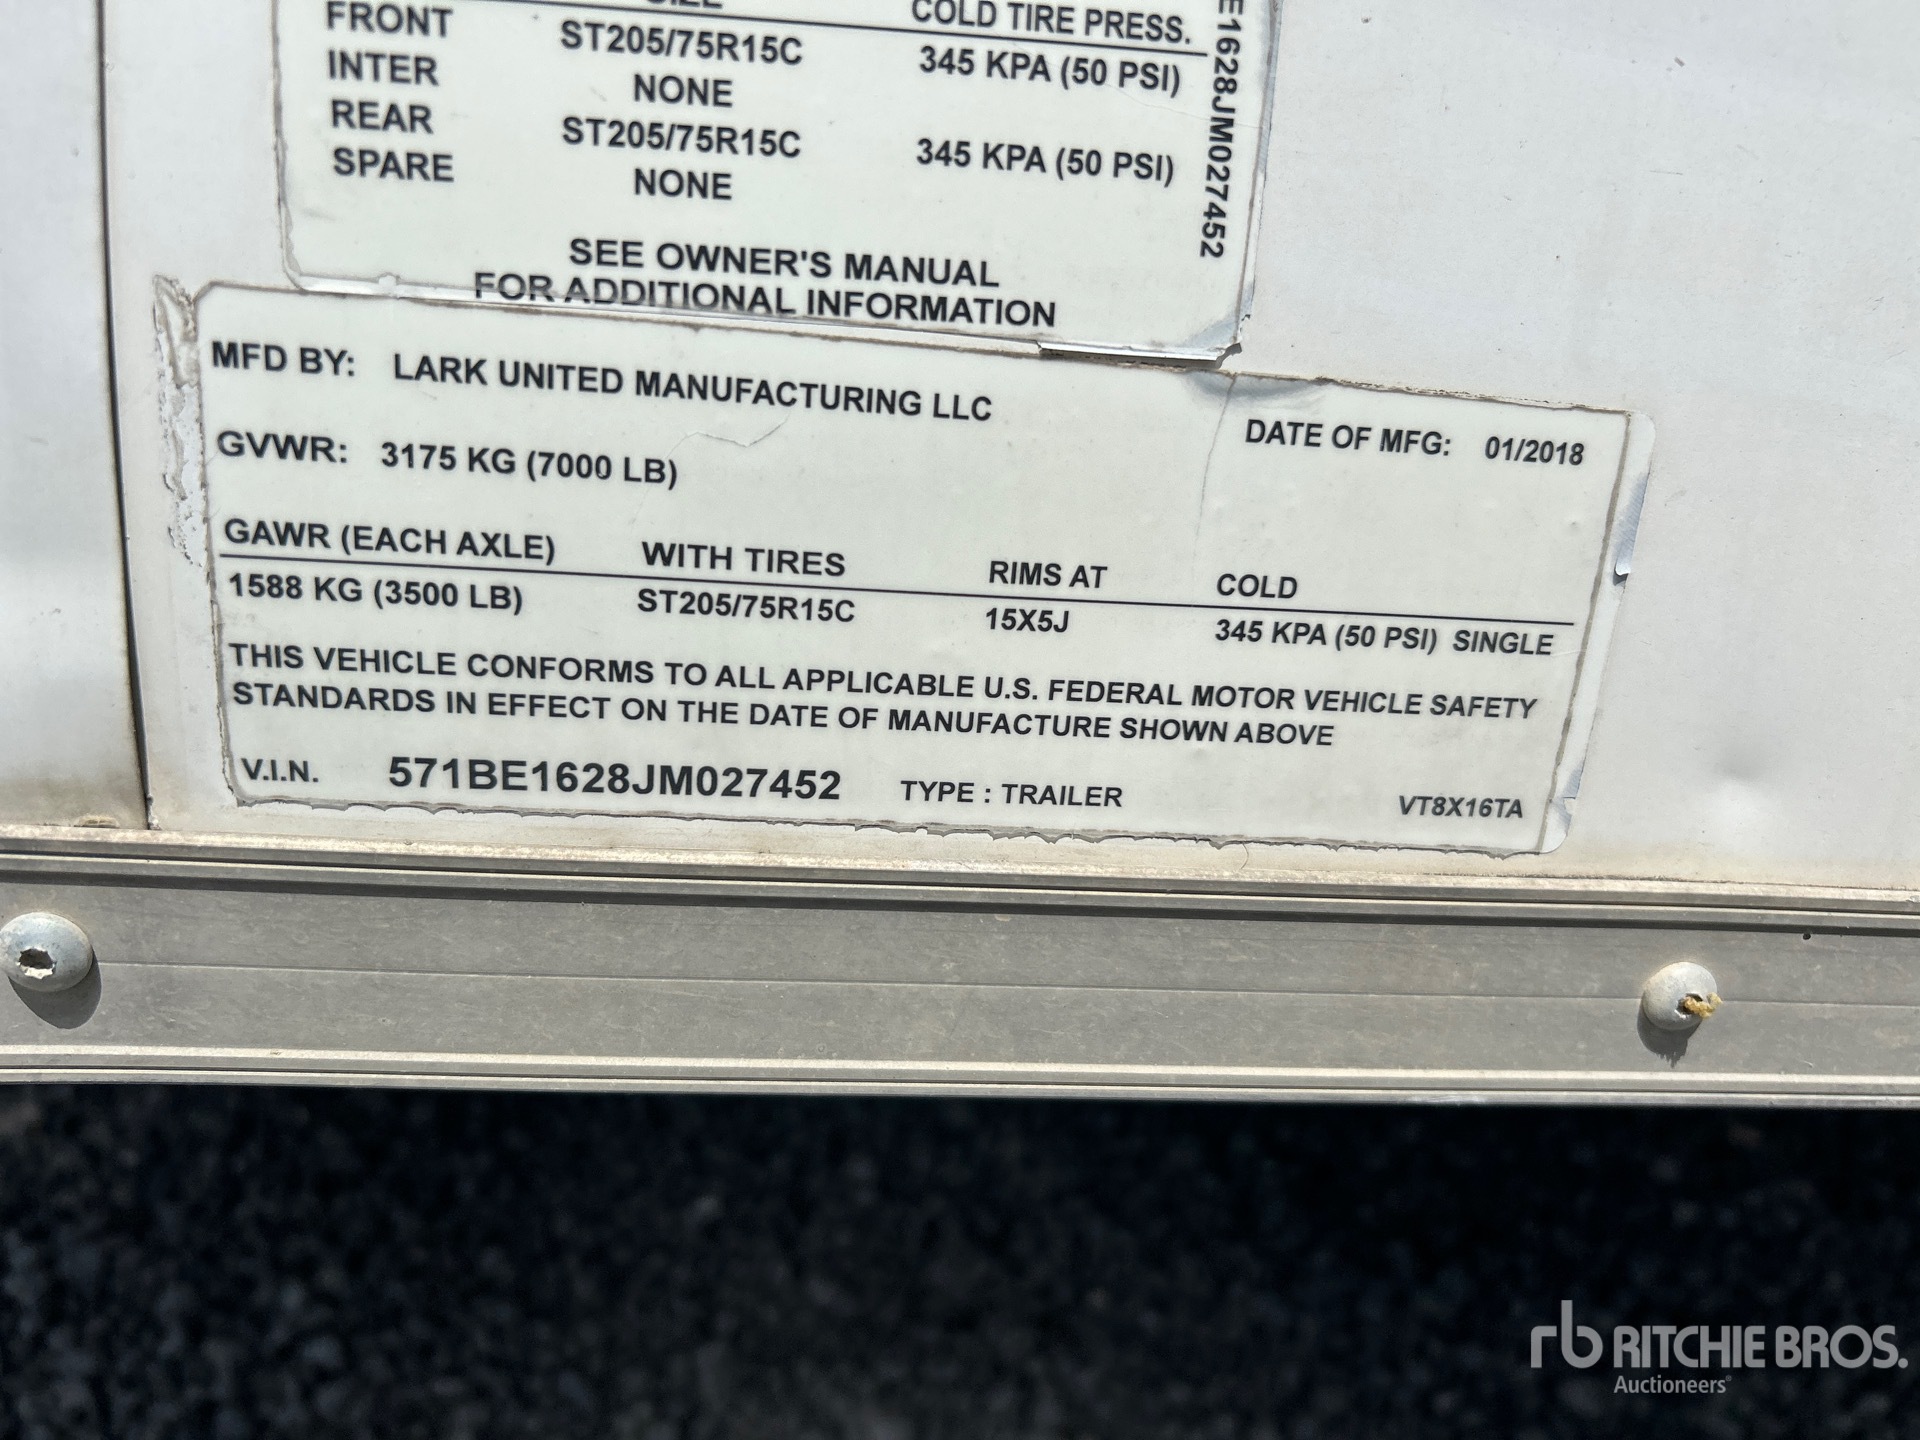 COLD TIRE PRESS.
FRONT ST205/75R15C 345 KPA (50 PSI)
INTER NONE
REAR ST205/75R15C 345 KPA (50 PSI)
SPARE NONE
SEE OWNER'S MANUAL
FOR ADDITIONAL INFORMATION
E1628JM027452
MFD BY: LARK UNITED MANUFACTURING LLC
DATE OF MFG: 01/2018
GVWR: 3175 KG (7000 LB)
GAWR (EACH AXLE) WITH TIRES RIMS AT COLD
1588 KG (3500 LB) ST205/75R15C 15X5J 345 KPA (50 PSI) SINGLE
THIS VEHICLE CONFORMS TO ALL APPLICABLE U.S. FEDERAL MOTOR VEHICLE SAFETY
STANDARDS IN EFFECT ON THE DATE OF MANUFACTURE SHOWN ABOVE
V.I.N. 571BE1628JM027452 TYPE : TRAILER VT8X16TA
rb RITCHIE BROS.
Auctioneers